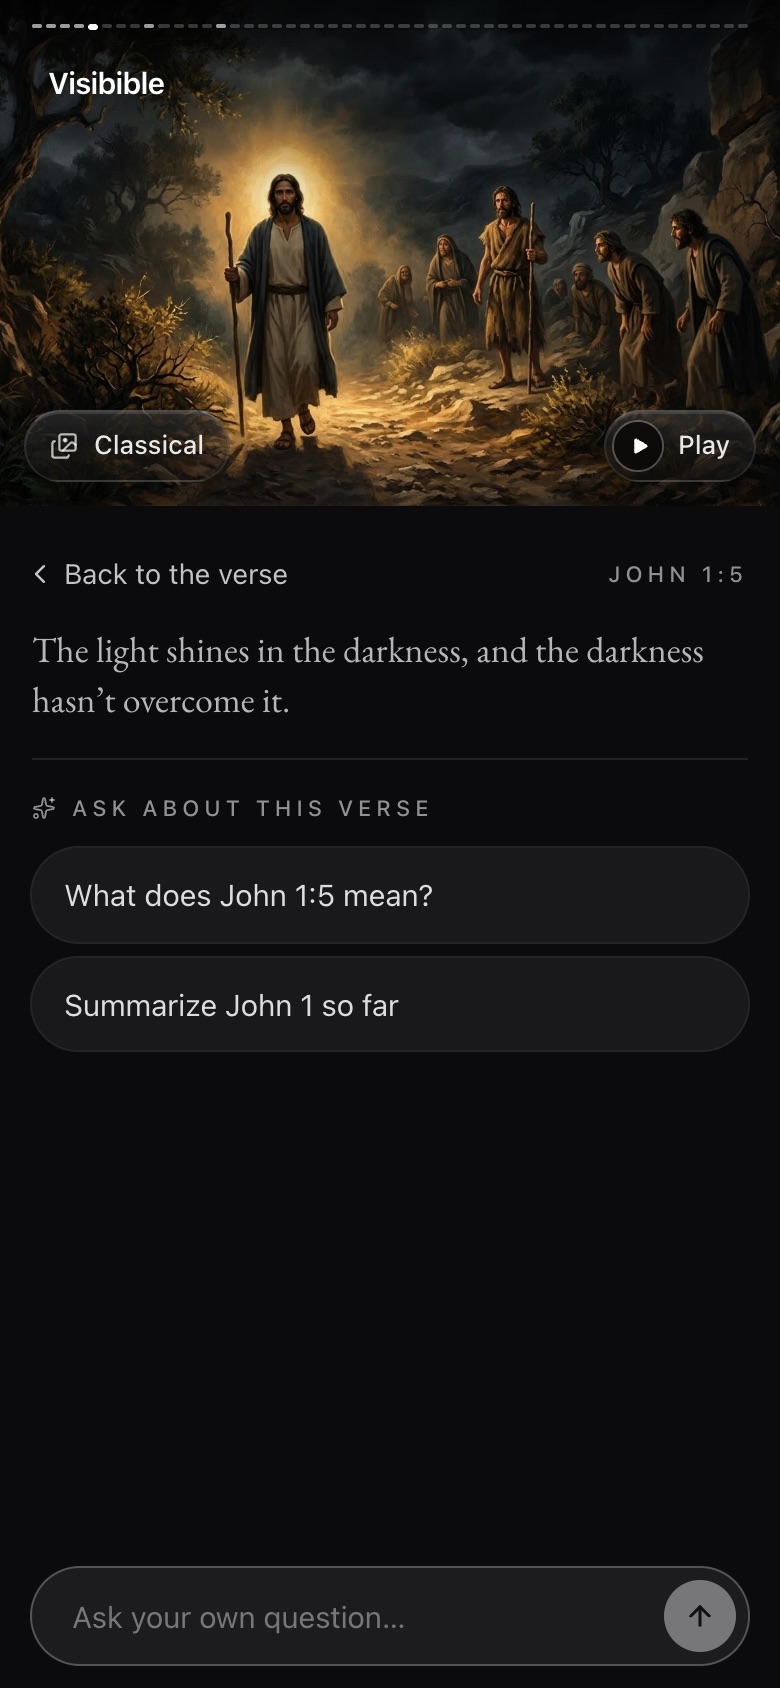 Visibible
Classical
Play
Back to the verse
JOHN 1:5
The light shines in the darkness, and the darkness
hasn’t overcome it.
ASK ABOUT THIS VERSE
What does John 1:5 mean?
Summarize John 1 so far
Ask your own question...